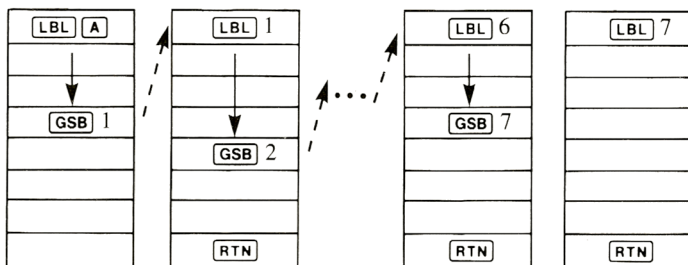 LBL A LBL 1 LBL 6 LBL 7
GSB 1 GSB 7
GSB 2
RTN RTN RTN